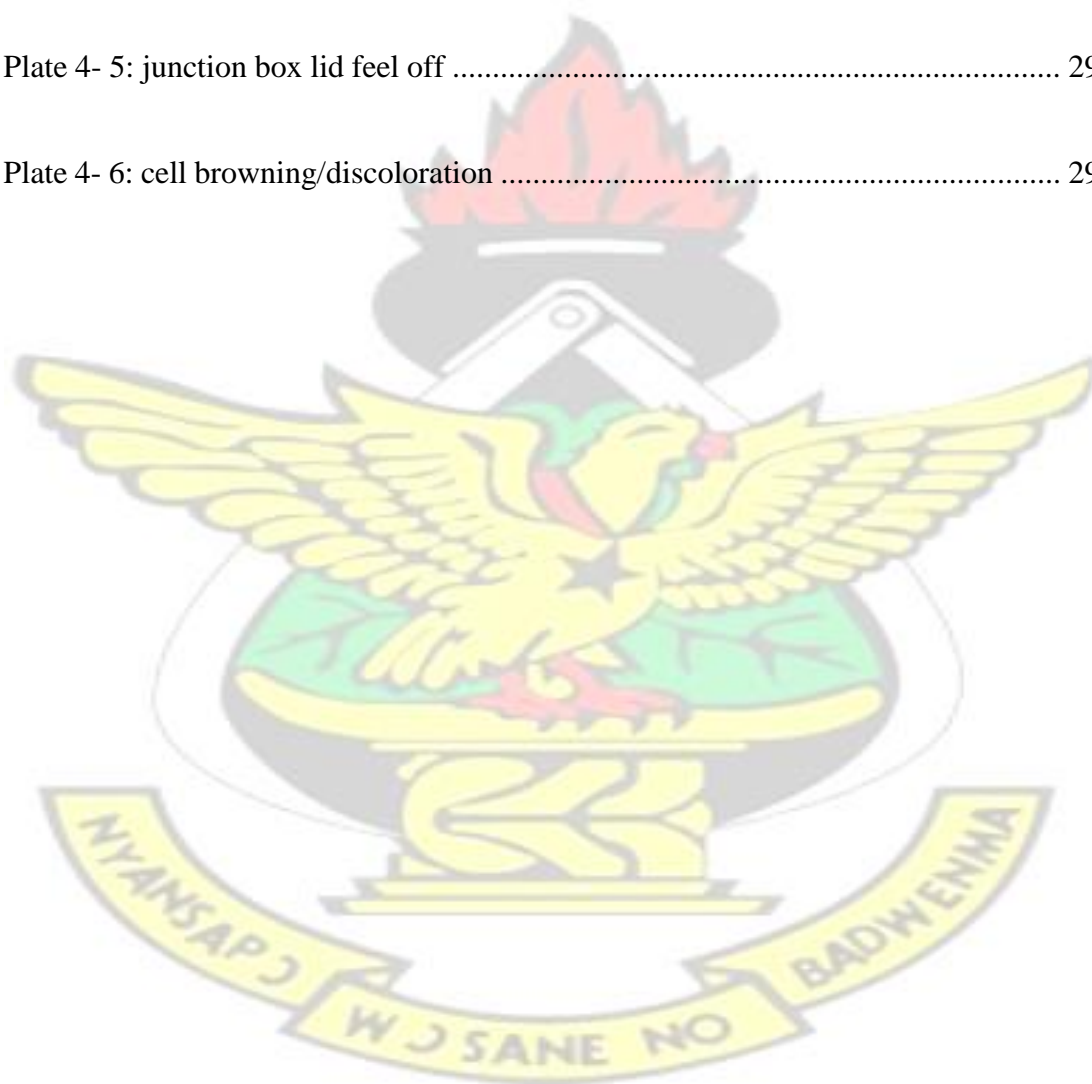 Plate 4- 5: junction box lid feel off ............................................................................ 29
Plate 4- 6: cell browning/discoloration ...................................................................... 29
NYANSAPƆ
WƆSANE NO
BADWENMA